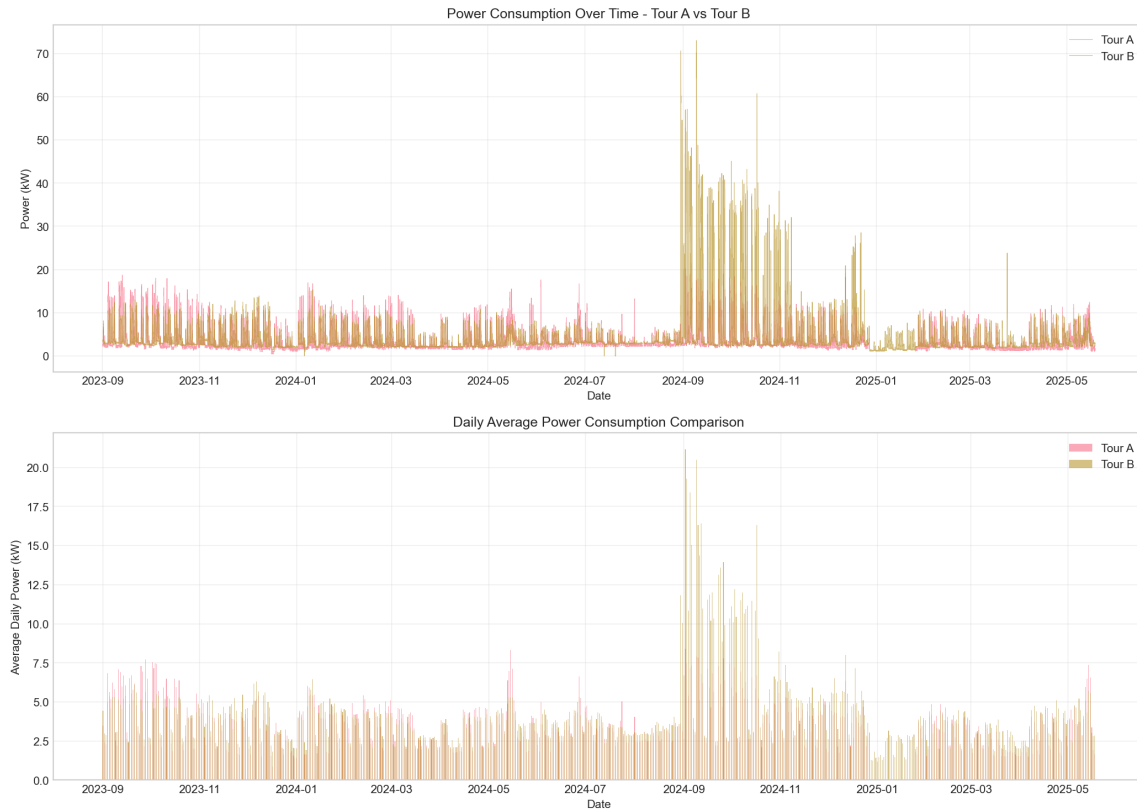 Power Consumption Over Time - Tour A vs Tour B
Tour A
Tour B
70
60
50
40
30
20
10
0
Power (kW)
2023-09 2023-11 2024-01 2024-03 2024-05 2024-07 2024-09 2024-11 2025-01 2025-03 2025-05
Date
Daily Average Power Consumption Comparison
Tour A
Tour B
20.0
17.5
15.0
12.5
10.0
7.5
5.0
2.5
0.0
Average Daily Power (kW)
2023-09 2023-11 2024-01 2024-03 2024-05 2024-07 2024-09 2024-11 2025-01 2025-03 2025-05
Date